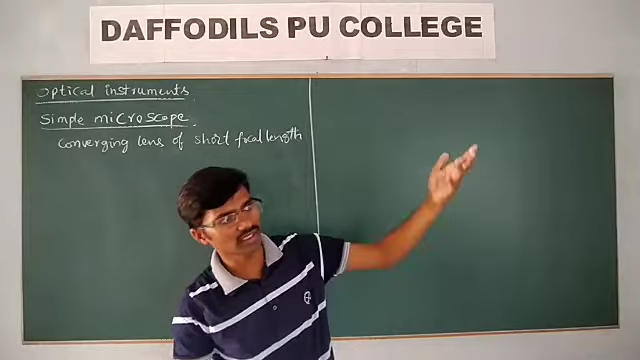 DAFFODILS PU COLLEGE
Optical instruments
Simple microscope
converging lens of short focal length